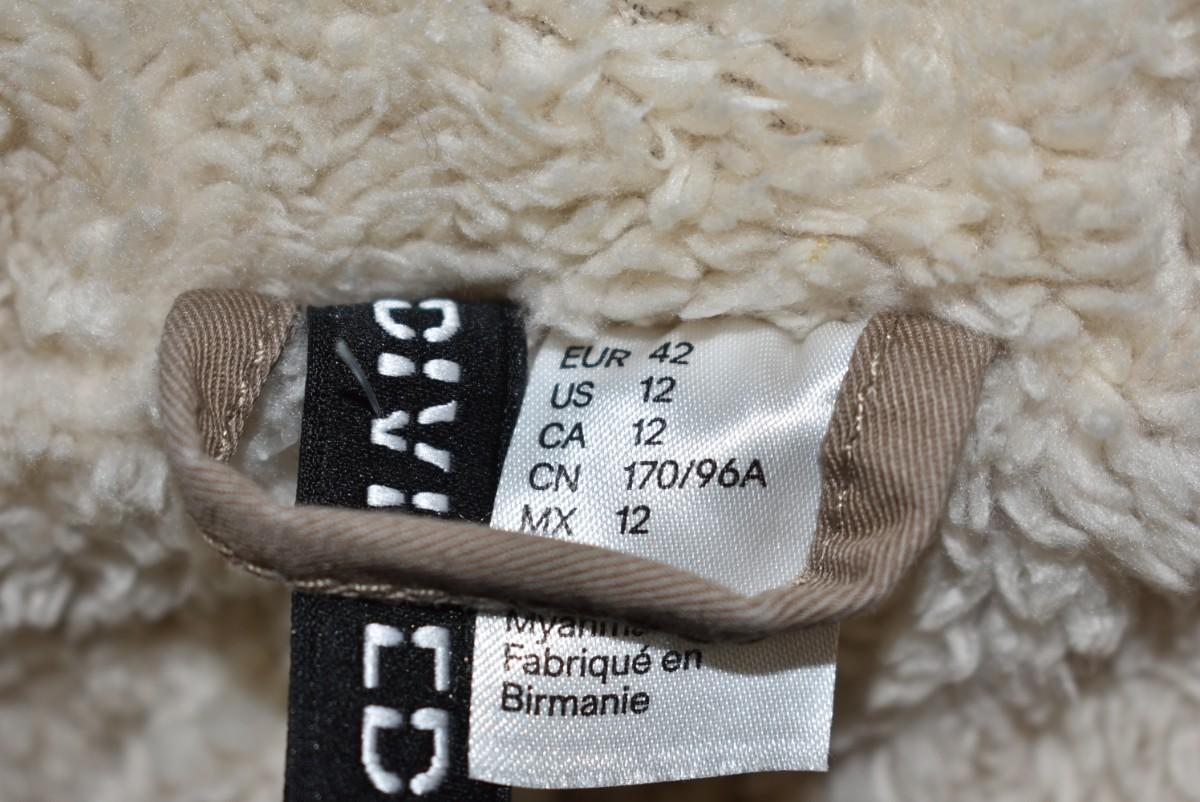 EUR 42
US 12
CA 12
CN 170/96A
MX 12
Fabriqué en
Birmanie